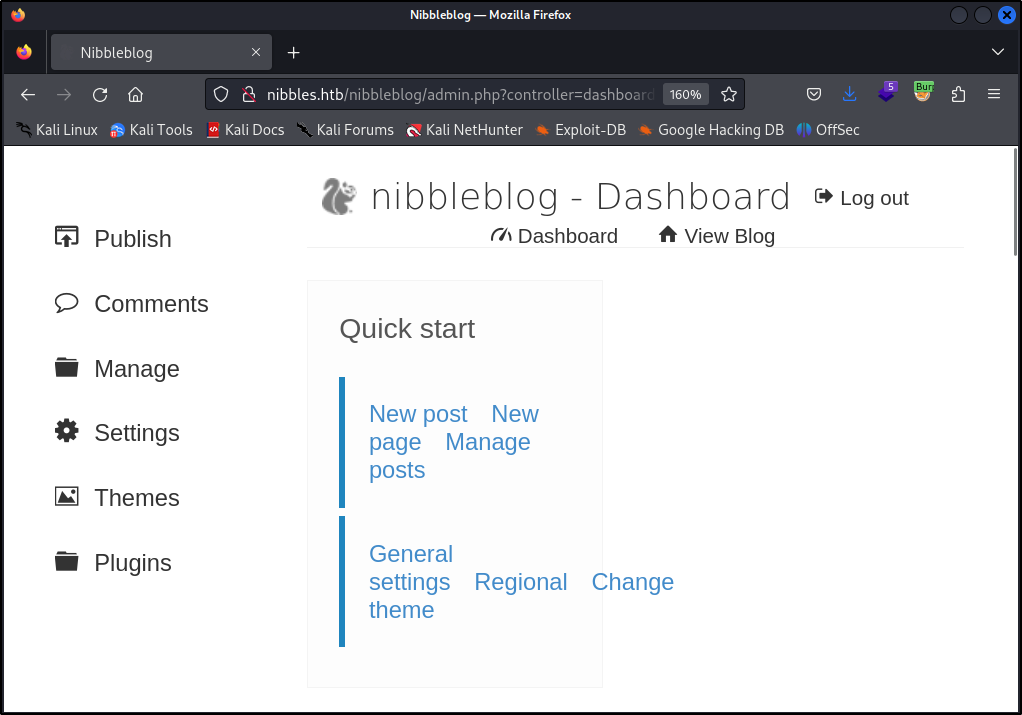 Nibbleblog — Mozilla Firefox
Nibbleblog
nibbles.htb/nibbleblog/admin.php?controller=dashboard
160%
5
Kali Linux Kali Tools Kali Docs Kali Forums Kali NetHunter Exploit-DB Google Hacking DB OffSec
nibbleblog - Dashboard Log out
Dashboard View Blog
Publish
Comments
Manage
Settings
Themes
Plugins
Quick start
New post New
page Manage
posts
General
settings Regional Change
theme